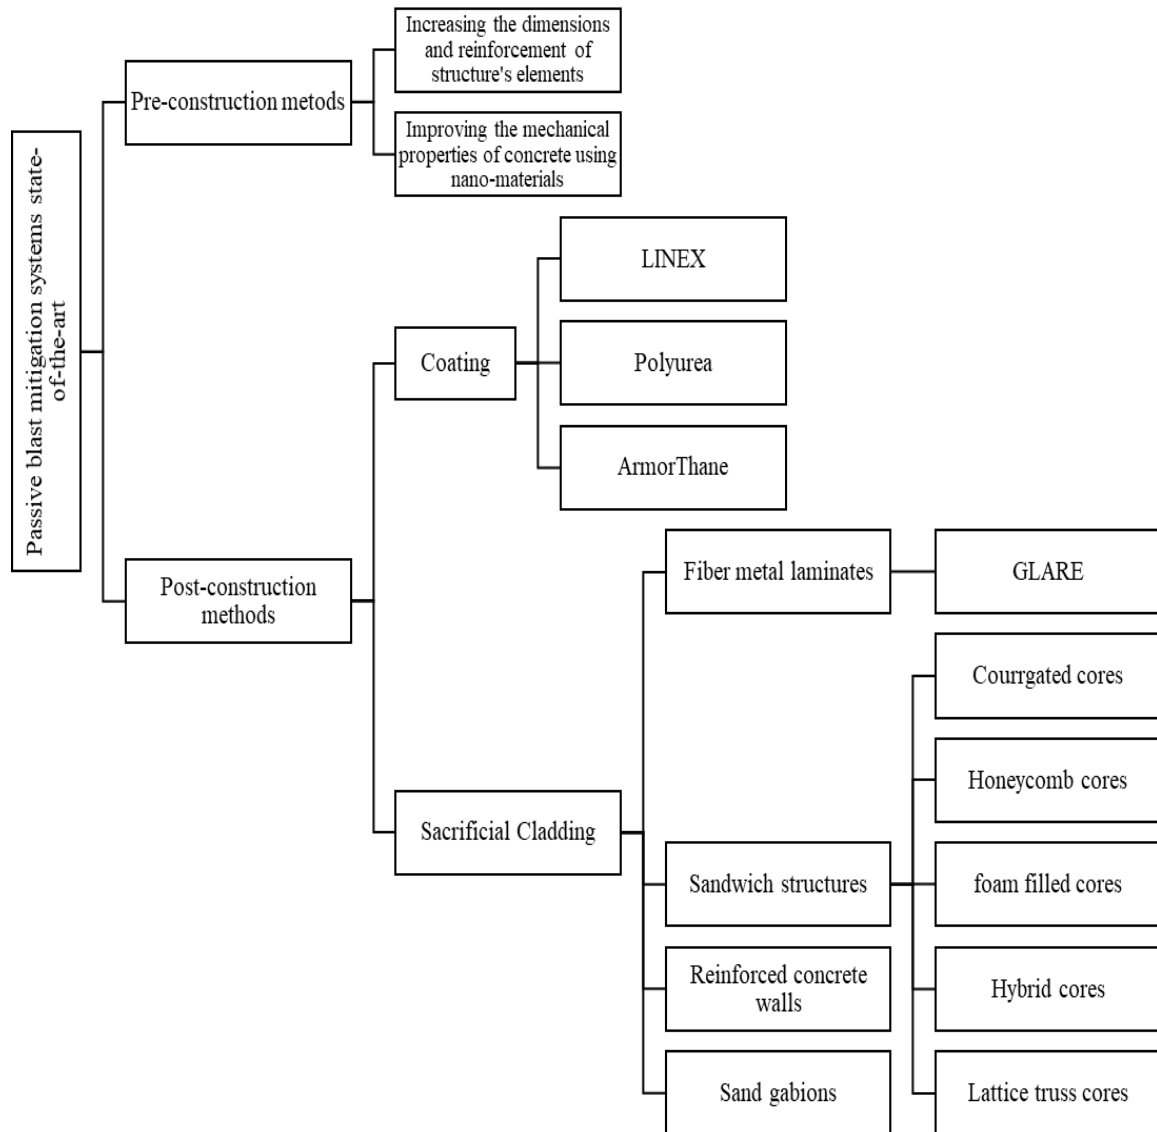 Passive blast mitigation systems state-
of-the-art
Pre-construction metods
Increasing the dimensions
and reinforcement of
structure's elements
Improving the mechanical
properties of concrete using
nano-materials
Post-construction
methods
Coating
LINEX
Polyurea
ArmorThane
Sacrificial Cladding
Fiber metal laminates
GLARE
Sandwich structures
Courrgated cores
Honeycomb cores
foam filled cores
Hybrid cores
Lattice truss cores
Reinforced concrete
walls
Sand gabions